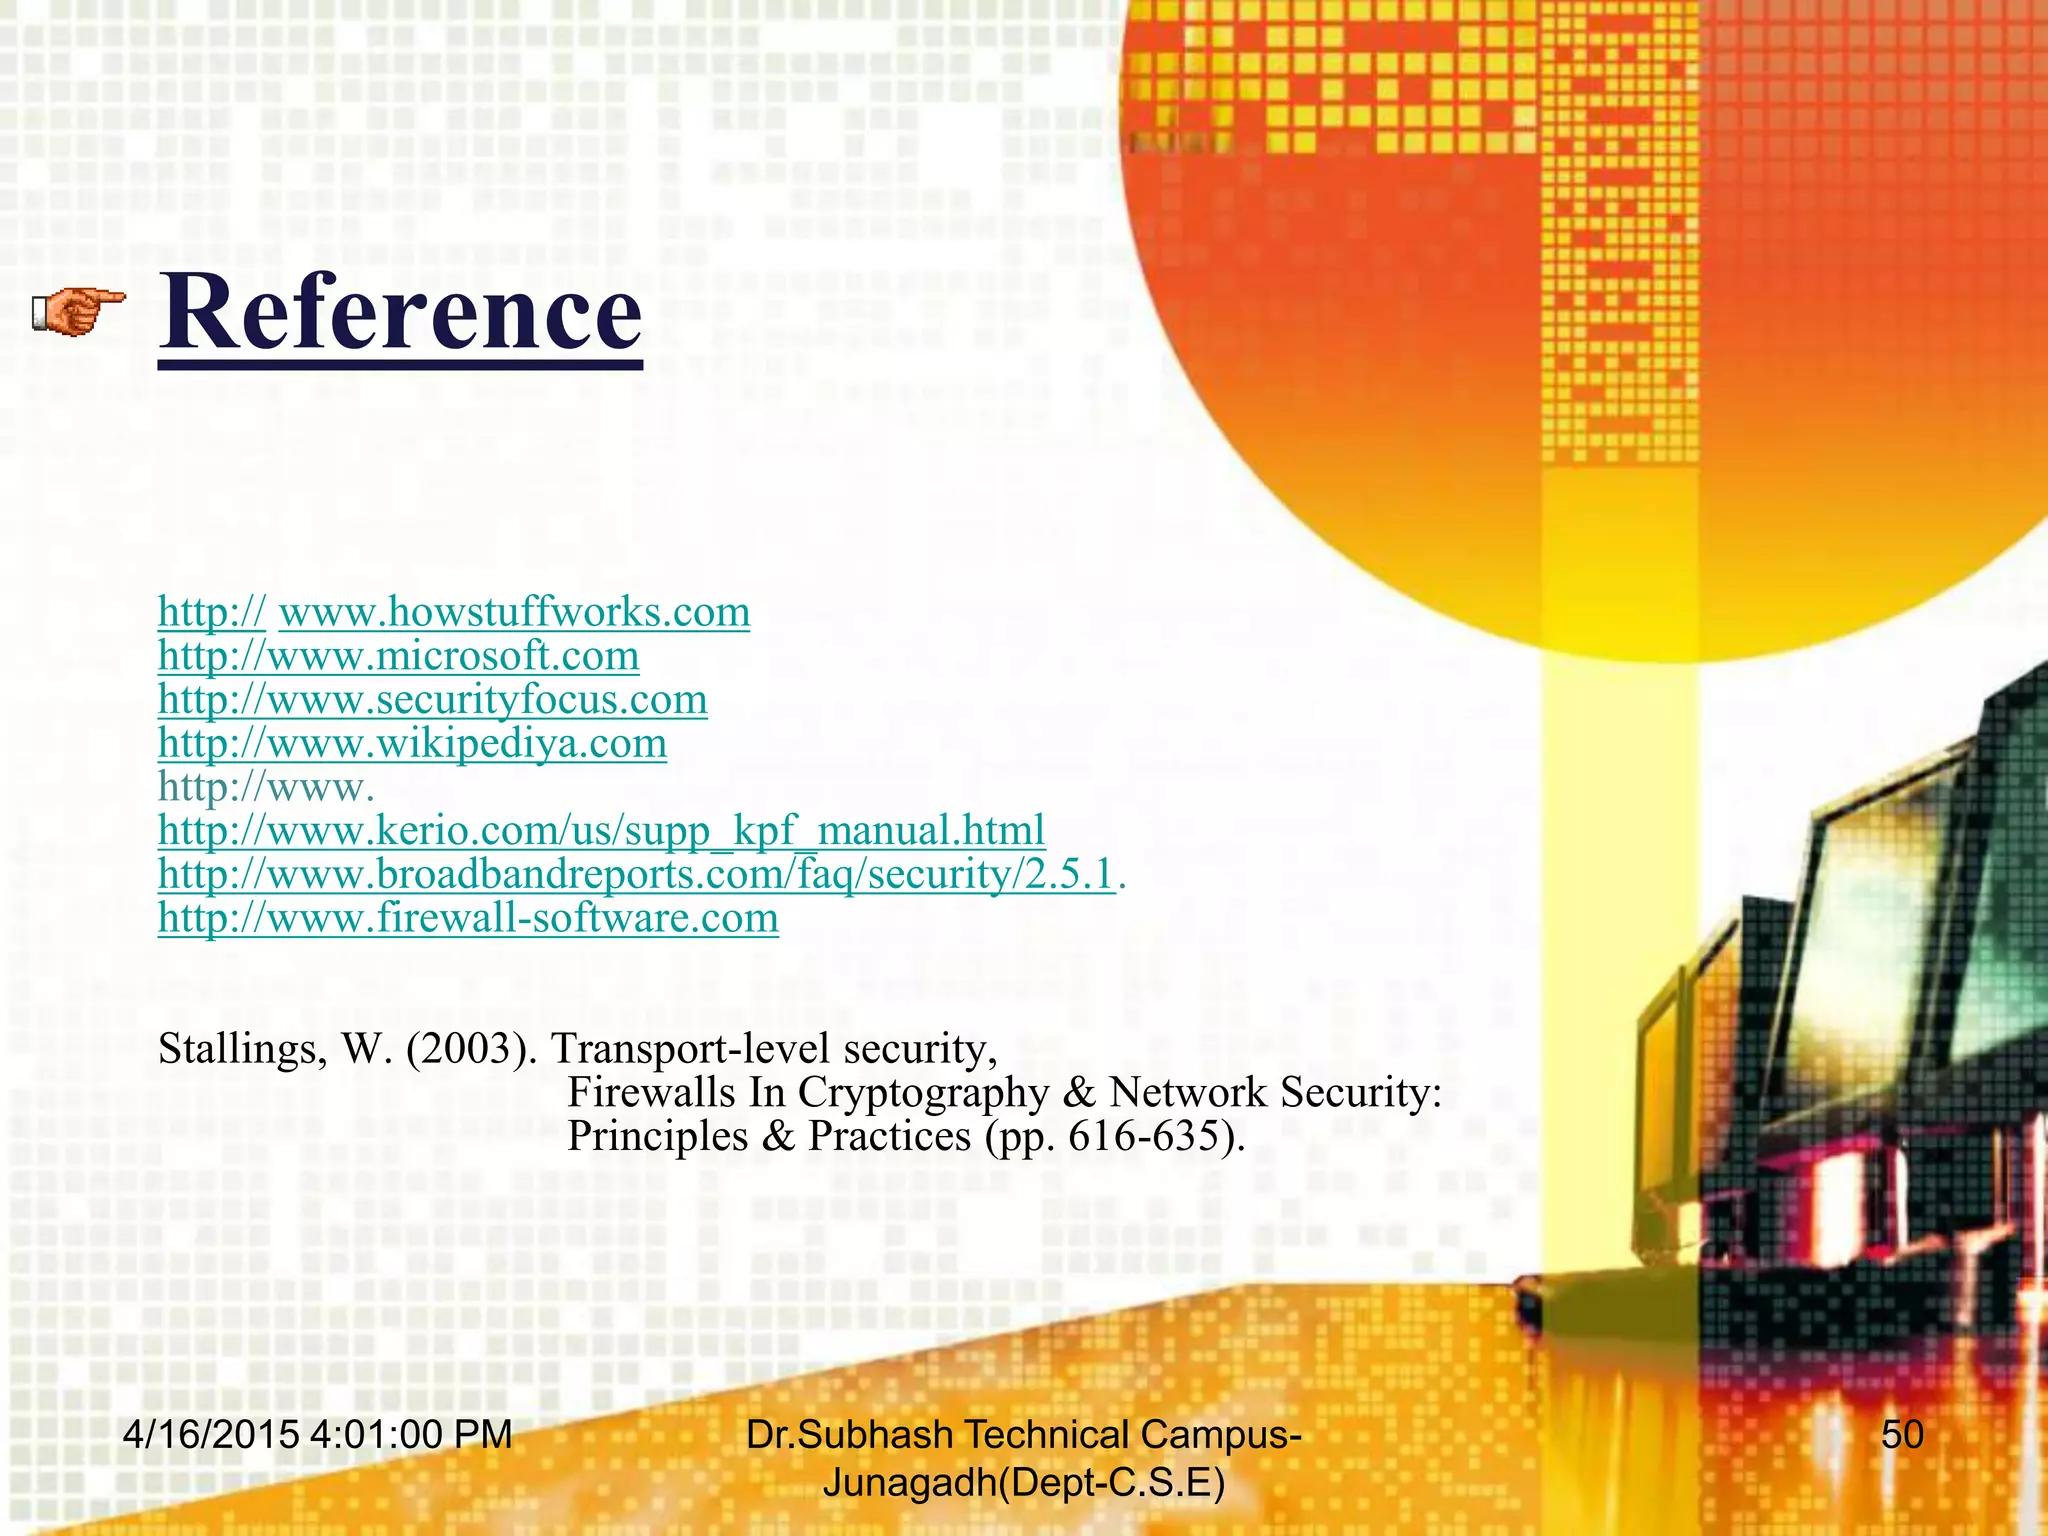 Reference
http:// www.howstuffworks.com
http://www.microsoft.com
http://www.securityfocus.com
http://www.wikipediya.com
http://www.
http://www.kerio.com/us/supp_kpf_manual.html
http://www.broadbandreports.com/faq/security/2.5.1.
http://www.firewall-software.com
Stallings, W. (2003). Transport-level security,
Firewalls In Cryptography & Network Security:
Principles & Practices (pp. 616-635).
4/16/2015 4:01:00 PM
Dr.Subhash Technical Campus-
Junagadh(Dept-C.S.E)
50